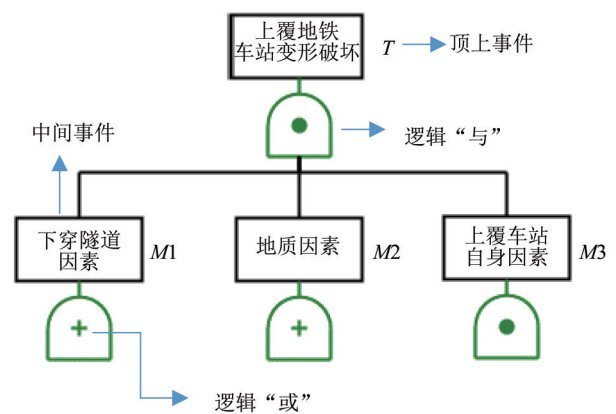 上覆地铁
车站变形破坏
T
顶上事件
逻辑“与”
中间事件
下穿隧道
因素
M1
地质因素
M2
上覆车站
自身因素
M3
逻辑“或”